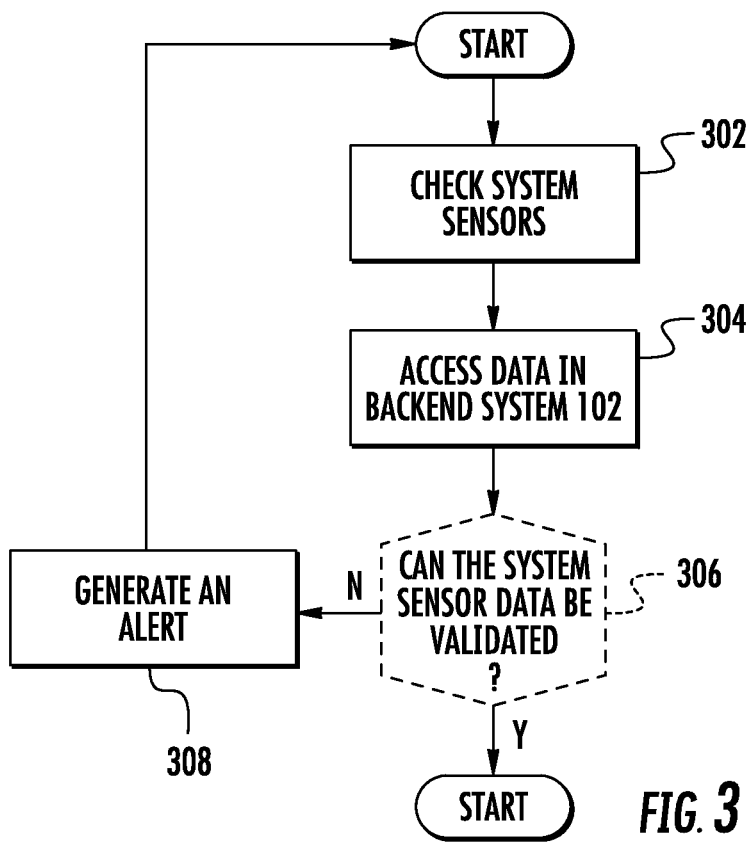 START
302
CHECK SYSTEM
SENSORS
304
ACCESS DATA IN
BACKEND SYSTEM 102
306
CAN THE SYSTEM
SENSOR DATA BE
VALIDATED
?
N
GENERATE AN
ALERT
308
Y
START
FIG. 3